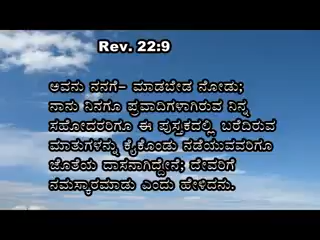 Rev. 22:9
ಅವನು ನನಗೆ- ಮಾಡಬೇಡ ನೋಡು;
ನಾನು ನಿನಗೂ ಪ್ರವಾದಿಗಳಾಗಿರುವ ನಿನ್ನ
ಸಹೋದರರಿಗೂ ಈ ಪುಸ್ತಕದಲ್ಲಿ ಬರೆದಿರುವ
ಮಾತುಗಳನ್ನು ಕೈಕೊಂಡು ನಡೆಯುವವರಿಗೂ
ಜೊತೆಯ ದಾಸನಾಗಿದ್ದೇನೆ; ದೇವರಿಗೆ
ನಮಸ್ಕಾರಮಾಡು ಎಂದು ಹೇಳಿದನು.